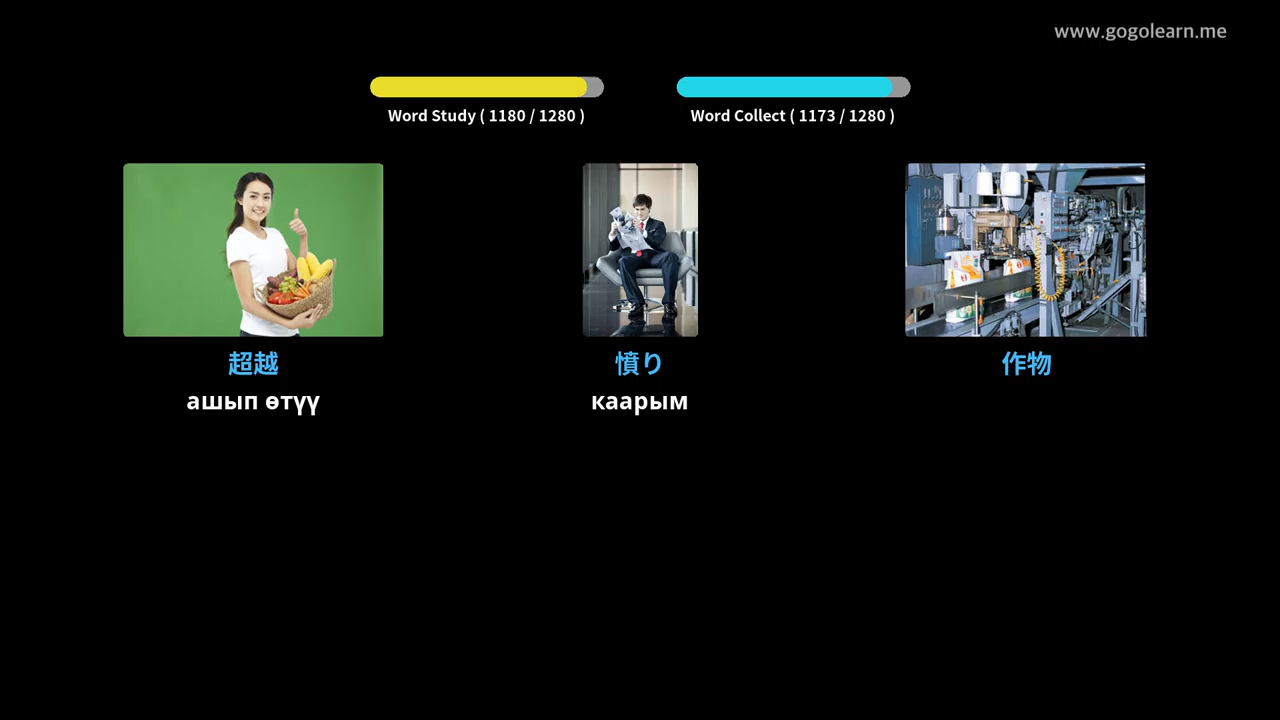 www.gogolearn.me
Word Study ( 1180 / 1280 )
Word Collect ( 1173 / 1280 )
超越
憤り
作物
ашып өтүү
каарым